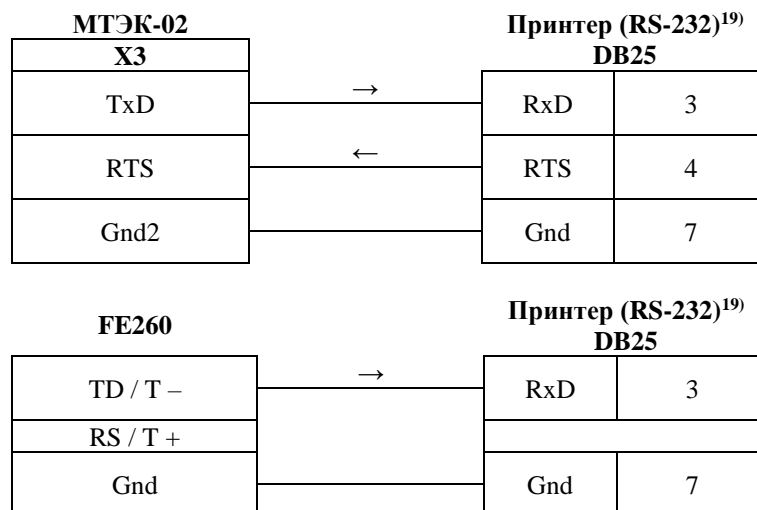 МТЭК-02 Принтер (RS-232)¹⁹⁾
X3 DB25
TxD → RxD 3
RTS ← RTS 4
Gnd2 Gnd 7
FE260 Принтер (RS-232)¹⁹⁾
DB25
TD / T – → RxD 3
RS / T +
Gnd Gnd 7